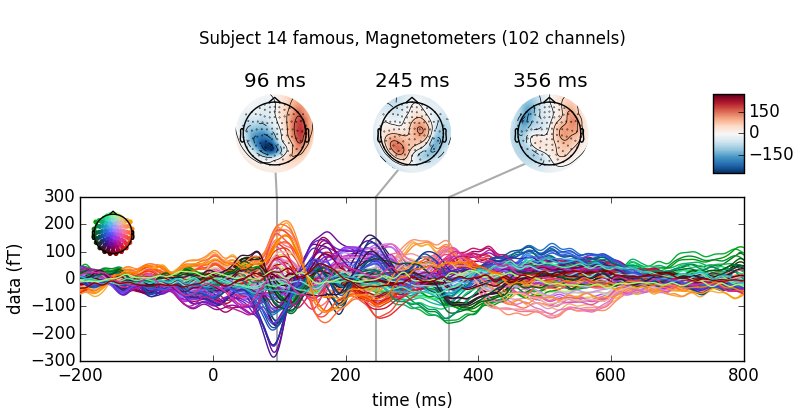 Subject 14 famous, Magnetometers (102 channels)
96 ms 245 ms 356 ms
150
0
−150
300
200
100
0
−100
−200
−300
data (fT)
−200 0 200 400 600 800
time (ms)